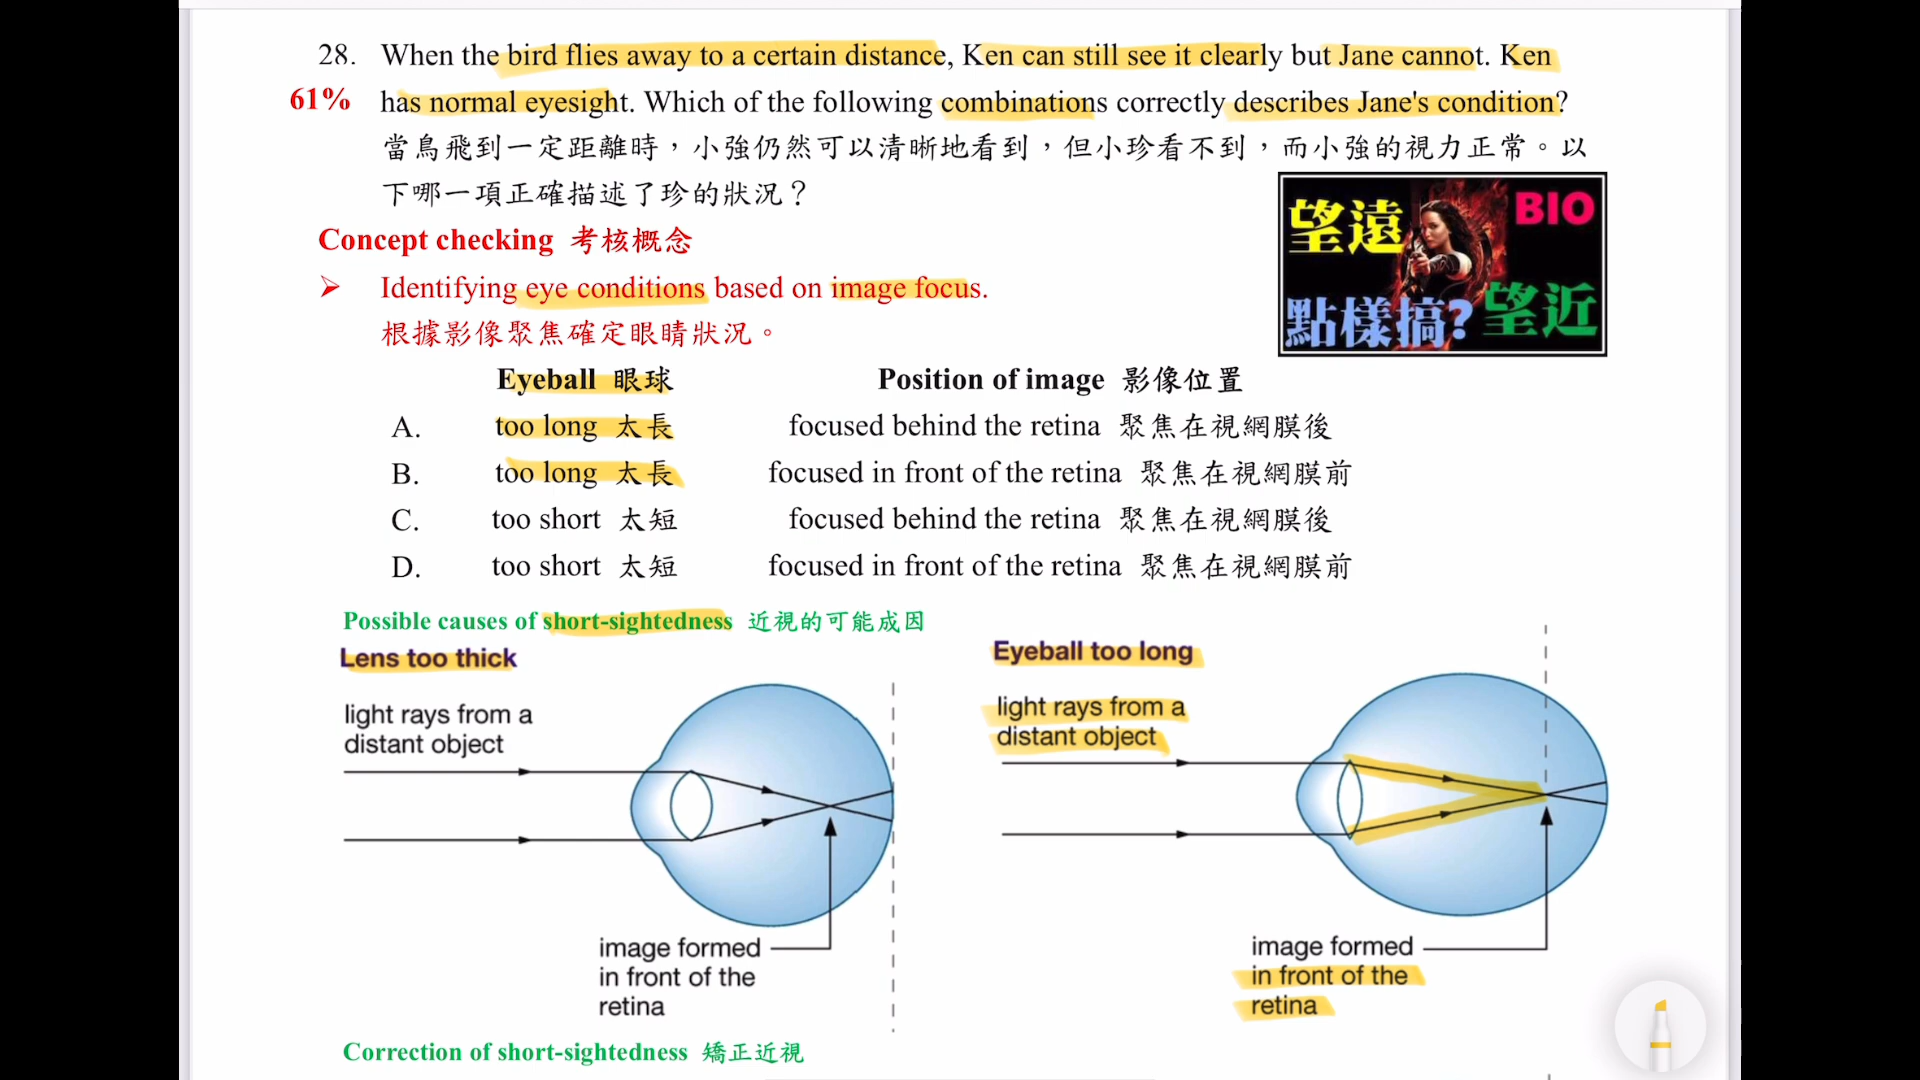 28. When the bird flies away to a certain distance, Ken can still see it clearly but Jane cannot. Ken
61% has normal eyesight. Which of the following combinations correctly describes Jane's condition?
當鳥飛到一定距離時，小強仍然可以清晰地看到，但小珍看不到，而小強的視力正常。以
下哪一項正確描述了珍的狀況？
望遠 BIO
點樣搞? 望近
Concept checking 考核概念
➢ Identifying eye conditions based on image focus.
根據影像聚焦確定眼睛狀況。
Eyeball 眼球 Position of image 影像位置
A. too long 太長 focused behind the retina 聚焦在視網膜後
B. too long 太長 focused in front of the retina 聚焦在視網膜前
C. too short 太短 focused behind the retina 聚焦在視網膜後
D. too short 太短 focused in front of the retina 聚焦在視網膜前
Possible causes of short-sightedness 近視的可能成因
Lens too thick
light rays from a
distant object
image formed
in front of the
retina
Eyeball too long
light rays from a
distant object
image formed
in front of the
retina
Correction of short-sightedness 矯正近視